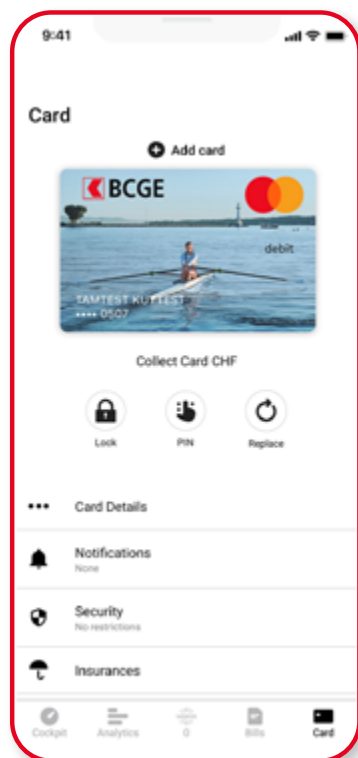 9:41
Card
Add card
BCGE
debit
TAMTEST KUTTEST
•••• 0507
Collect Card CHF
Lock PIN Replace
Card Details
Notifications
None
Security
No restrictions
Insurances
Cockpit Analytics 0 Bills Card